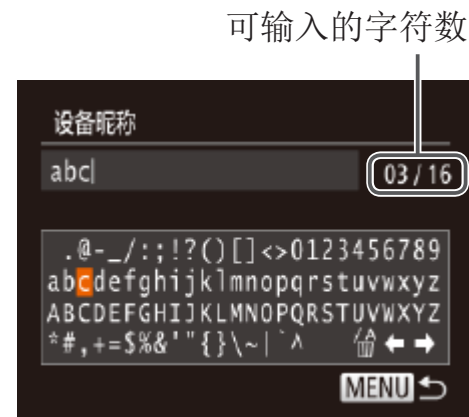 可输入的字符数
设备昵称
abc
03/16
.@-_/:;!?()[]<>0123456789
abcdefghijklmnopqrstuvwxyz
ABCDEFGHIJKLMNOPQRSTUVWXYZ
*#,+=$%&'"{}\~|`^
MENU